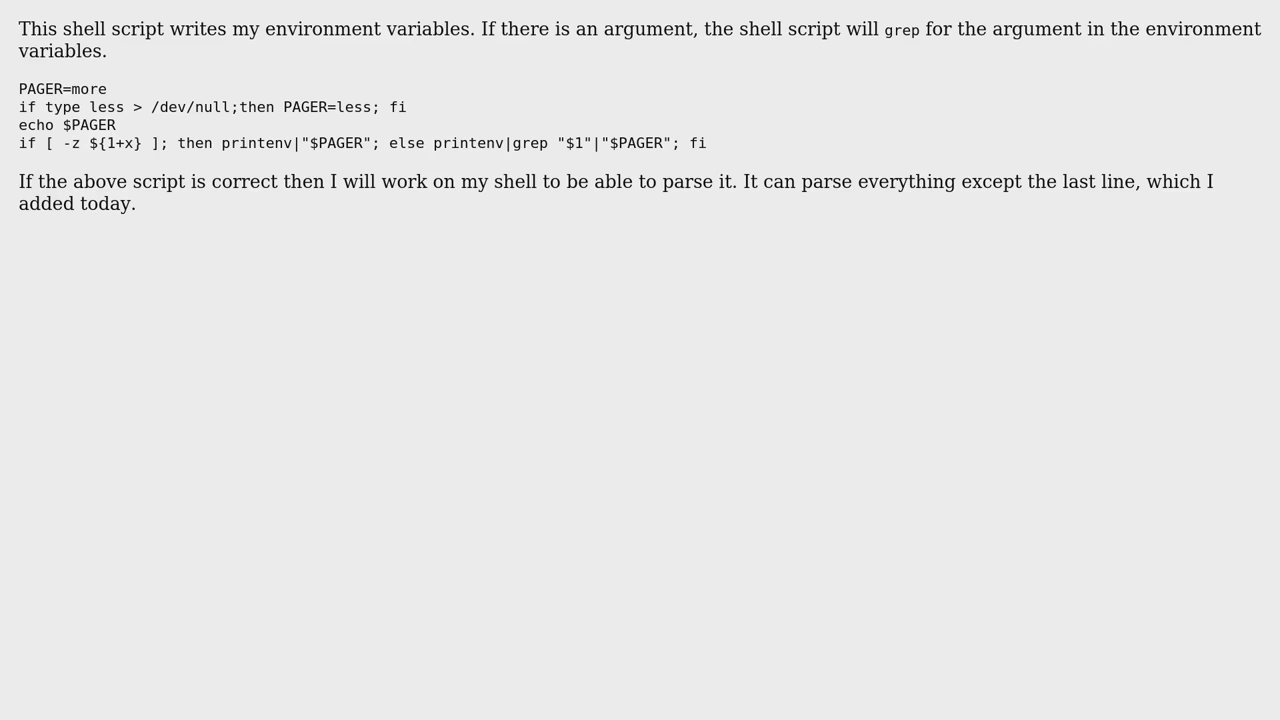 This shell script writes my environment variables. If there is an argument, the shell script will grep for the argument in the environment
variables.
PAGER=more
if type less > /dev/null;then PAGER=less; fi
echo $PAGER
if [ -z ${1+x} ]; then printenv|"$PAGER"; else printenv|grep "$1"|"$PAGER"; fi
If the above script is correct then I will work on my shell to be able to parse it. It can parse everything except the last line, which I
added today.